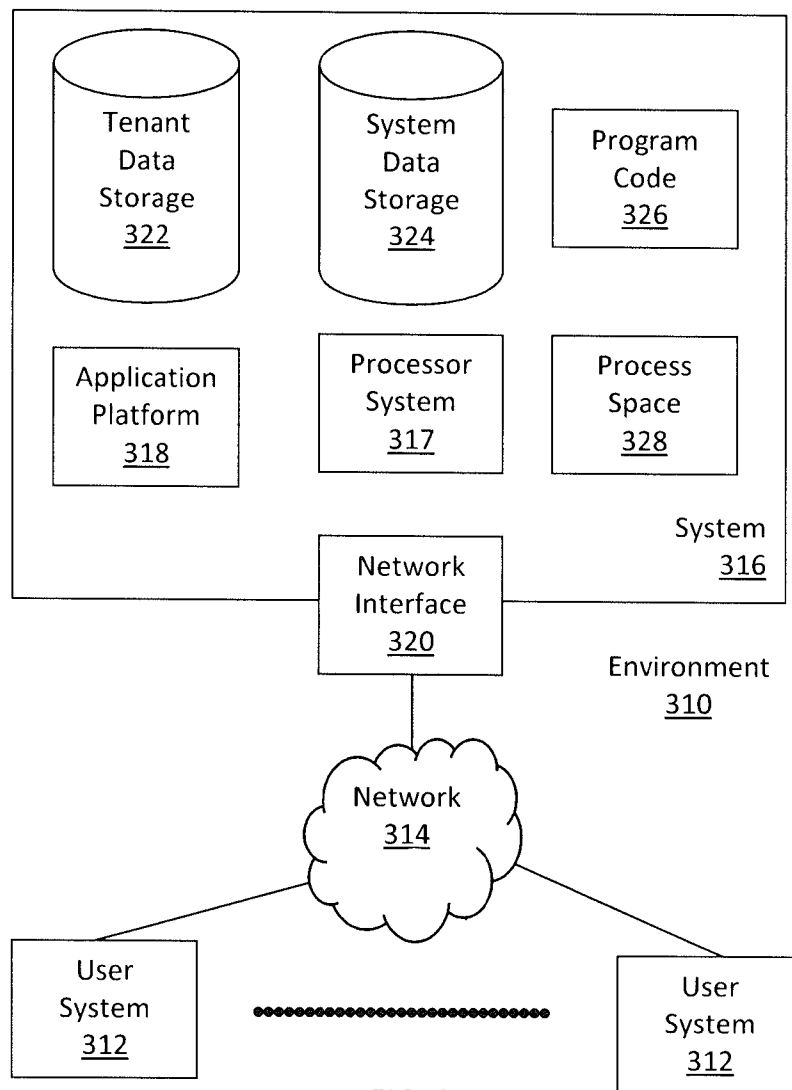 Tenant
Data
Storage
322
System
Data
Storage
324
Program
Code
326
Application
Platform
318
Processor
System
317
Process
Space
328
System
316
Network
Interface
320
Environment
310
Network
314
User
System
312
User
System
312